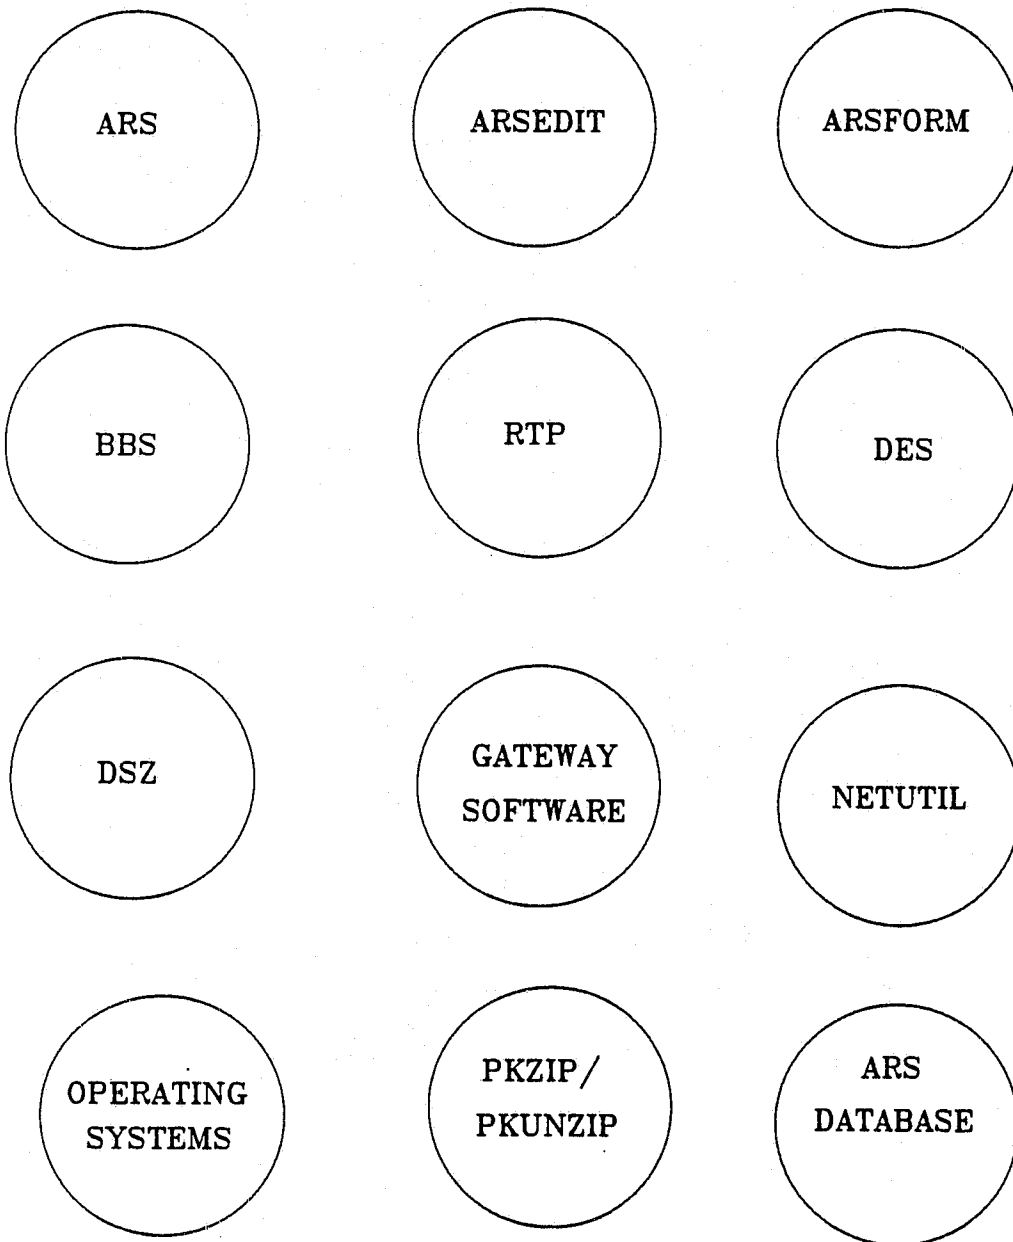 ARS
ARSEDIT
ARSFORM
BBS
RTP
DES
DSZ
GATEWAY
SOFTWARE
NETUTIL
OPERATING
SYSTEMS
PKZIP/
PKUNZIP
ARS
DATABASE